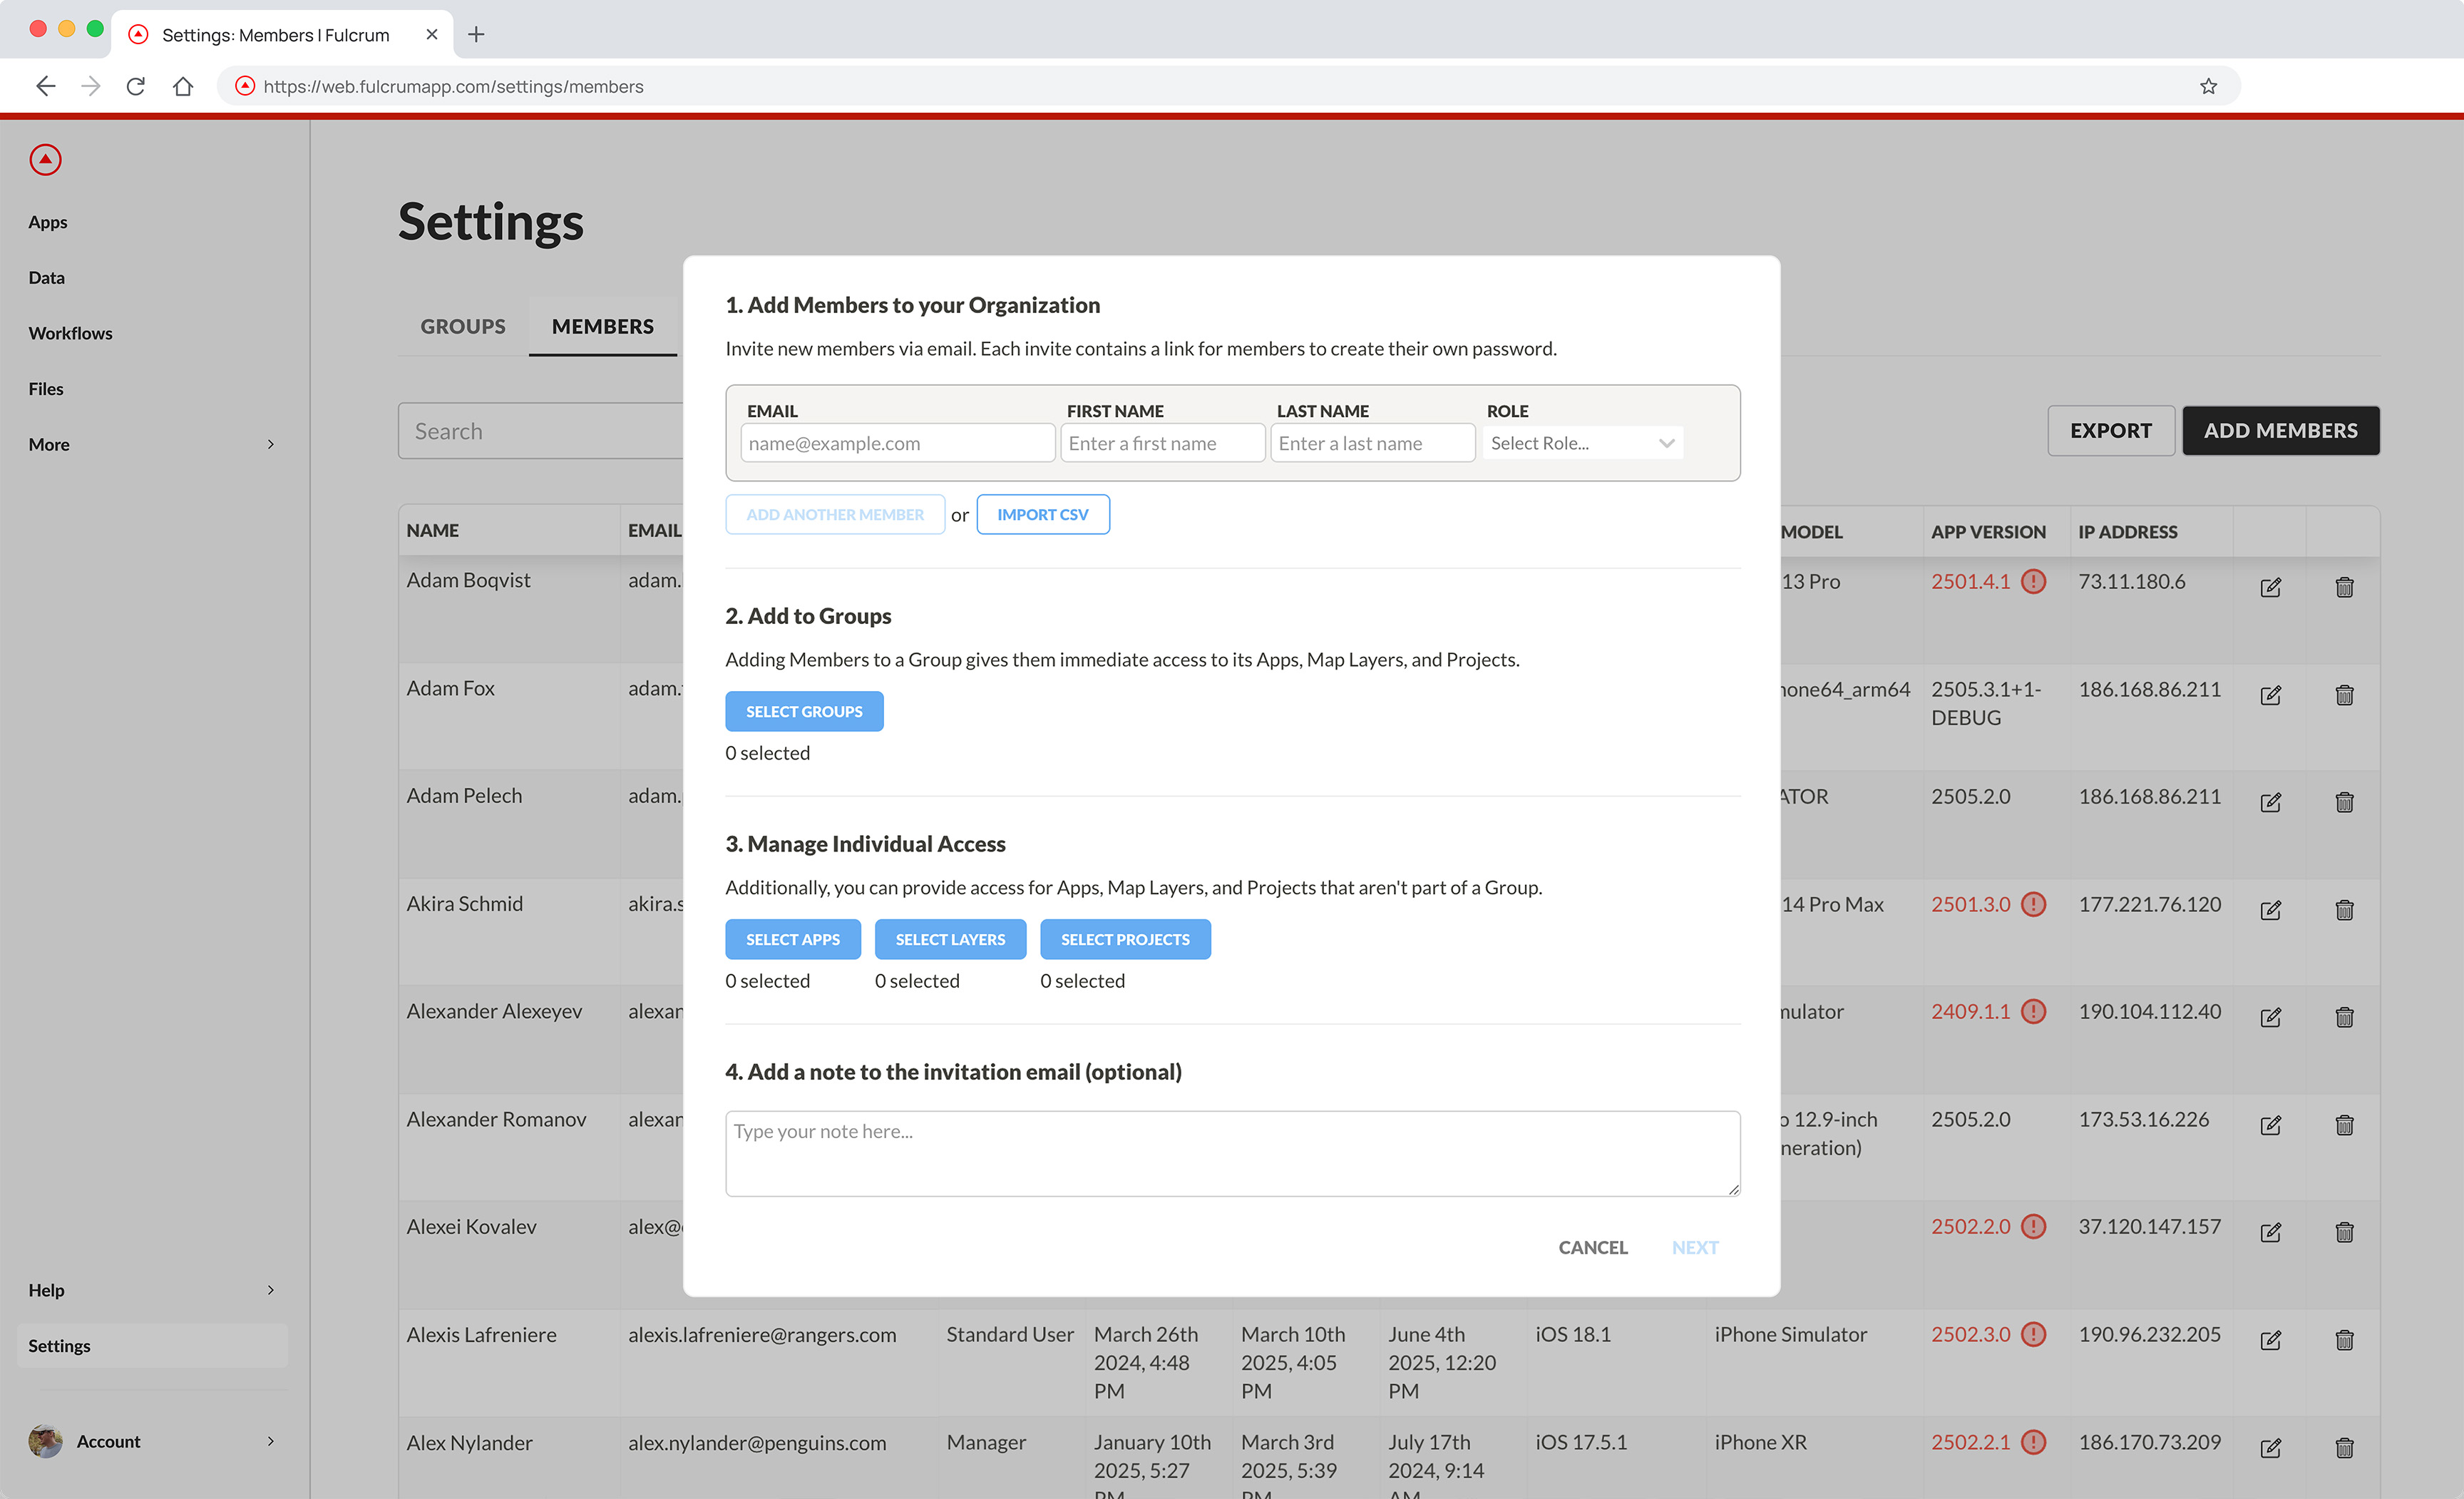 Settings: Members | Fulcrum
https://web.fulcrumapp.com/settings/members
Apps
Data
Workflows
Files
More
Help
Settings
Account
Settings
GROUPS MEMBERS
Search
EXPORT ADD MEMBERS
1. Add Members to your Organization
Invite new members via email. Each invite contains a link for members to create their own password.
EMAIL FIRST NAME LAST NAME ROLE
name@example.com Enter a first name Enter a last name Select Role...
ADD ANOTHER MEMBER or IMPORT CSV
2. Add to Groups
Adding Members to a Group gives them immediate access to its Apps, Map Layers, and Projects.
SELECT GROUPS
0 selected
3. Manage Individual Access
Additionally, you can provide access for Apps, Map Layers, and Projects that aren't part of a Group.
SELECT APPS SELECT LAYERS SELECT PROJECTS
0 selected 0 selected 0 selected
4. Add a note to the invitation email (optional)
Type your note here...
CANCEL NEXT
NAME EMAIL MODEL APP VERSION IP ADDRESS
Adam Boqvist adam. 13 Pro 2501.4.1 73.11.180.6
Adam Fox adam. hone64_arm64 2505.3.1+1- 186.168.86.211
DEBUG
Adam Pelech adam. ATOR 2505.2.0 186.168.86.211
Akira Schmid akira.s 14 Pro Max 2501.3.0 177.221.76.120
Alexander Alexeyev alexan mulator 2409.1.1 190.104.112.40
Alexander Romanov alexan o 12.9-inch 2505.2.0 173.53.16.226
neration)
Alexei Kovalev alex@ 2502.2.0 37.120.147.157
Alexis Lafreniere alexis.lafreniere@rangers.com Standard User March 26th March 10th June 4th iOS 18.1 iPhone Simulator 2502.3.0 190.96.232.205
2024, 4:48 2025, 4:05 2025, 12:20
PM PM PM
Alex Nylander alex.nylander@penguins.com Manager January 10th March 3rd July 17th iOS 17.5.1 iPhone XR 2502.2.1 186.170.73.209
2025, 5:27 2025, 5:39 2024, 9:14
PM PM AM